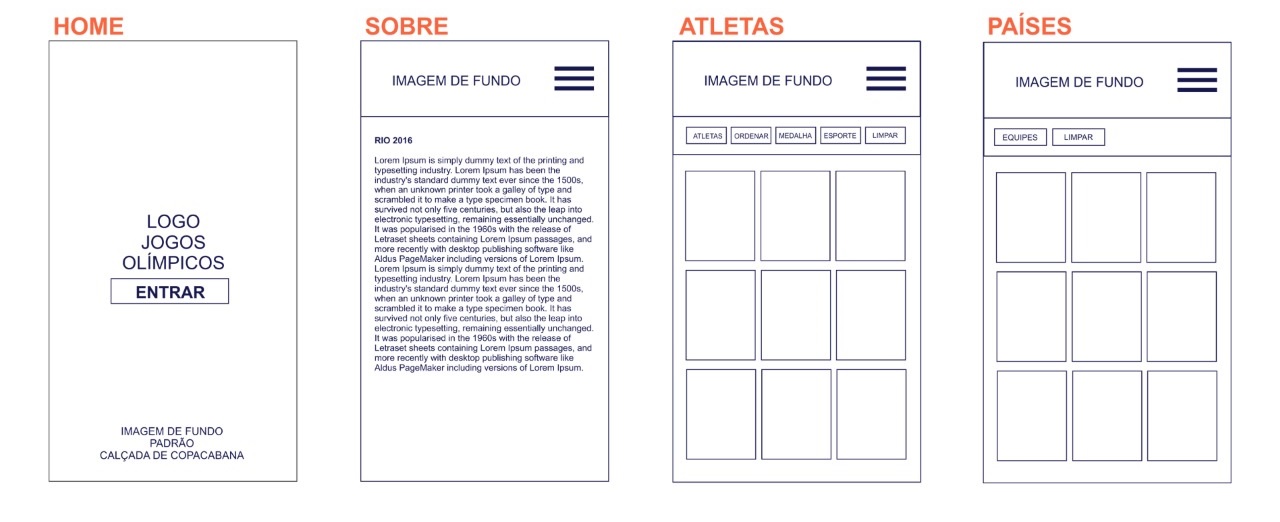 HOME
LOGO
JOGOS
OLÍMPICOS
ENTRAR
IMAGEM DE FUNDO
PADRÃO
CALÇADA DE COPACABANA
SOBRE
IMAGEM DE FUNDO
RIO 2016
Lorem Ipsum is simply dummy text of the printing and
typesetting industry. Lorem Ipsum has been the
industry's standard dummy text ever since the 1500s,
when an unknown printer took a galley of type and
scrambled it to make a type specimen book. It has
survived not only five centuries, but also the leap into
electronic typesetting, remaining essentially unchanged.
It was popularised in the 1960s with the release of
Letraset sheets containing Lorem Ipsum passages, and
more recently with desktop publishing software like
Aldus PageMaker including versions of Lorem Ipsum.
Lorem Ipsum is simply dummy text of the printing and
typesetting industry. Lorem Ipsum has been the
industry's standard dummy text ever since the 1500s,
when an unknown printer took a galley of type and
scrambled it to make a type specimen book. It has
survived not only five centuries, but also the leap into
electronic typesetting, remaining essentially unchanged.
It was popularised in the 1960s with the release of
Letraset sheets containing Lorem Ipsum passages, and
more recently with desktop publishing software like
Aldus PageMaker including versions of Lorem Ipsum.
ATLETAS
IMAGEM DE FUNDO
ATLETAS ORDENAR MEDALHA ESPORTE LIMPAR
PAÍSES
IMAGEM DE FUNDO
EQUIPES LIMPAR